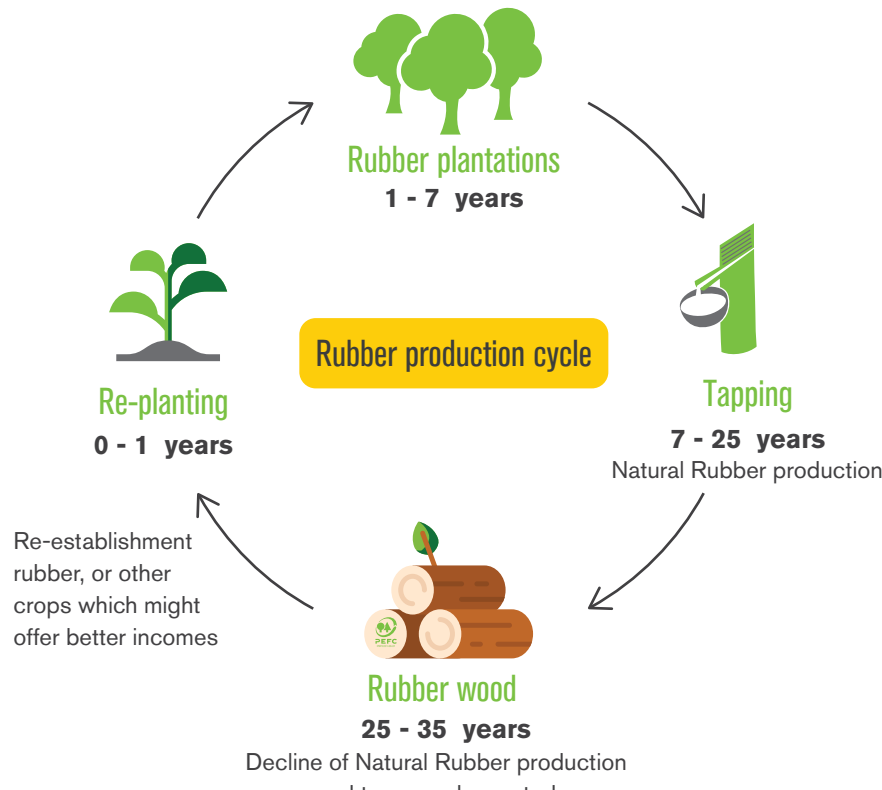 Rubber plantations
1 - 7 years
Rubber production cycle
Tapping
7 - 25 years
Natural Rubber production
Re-planting
0 - 1 years
Re-establishment
rubber, or other
crops which might
offer better incomes
PEFC
Rubber wood
25 - 35 years
Decline of Natural Rubber production